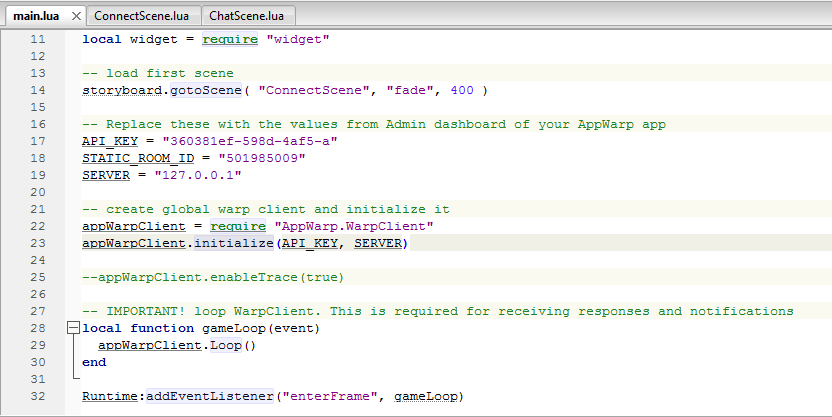 main.lua ConnectScene.lua ChatScene.lua
11 local widget = require "widget"
12
13 -- load first scene
14 storyboard.gotoScene( "ConnectScene", "fade", 400 )
15
16 -- Replace these with the values from Admin dashboard of your AppWarp app
17 API_KEY = "360381ef-598d-4af5-a"
18 STATIC_ROOM_ID = "501985009"
19 SERVER = "127.0.0.1"
20
21 -- create global warp client and initialize it
22 appWarpClient = require "AppWarp.WarpClient"
23 appWarpClient.initialize(API_KEY, SERVER)
24
25 --appWarpClient.enableTrace(true)
26
27 -- IMPORTANT! loop WarpClient. This is required for receiving responses and notifications
28 local function gameLoop(event)
29 appWarpClient.Loop()
30 end
31
32 Runtime:addEventListener("enterFrame", gameLoop)